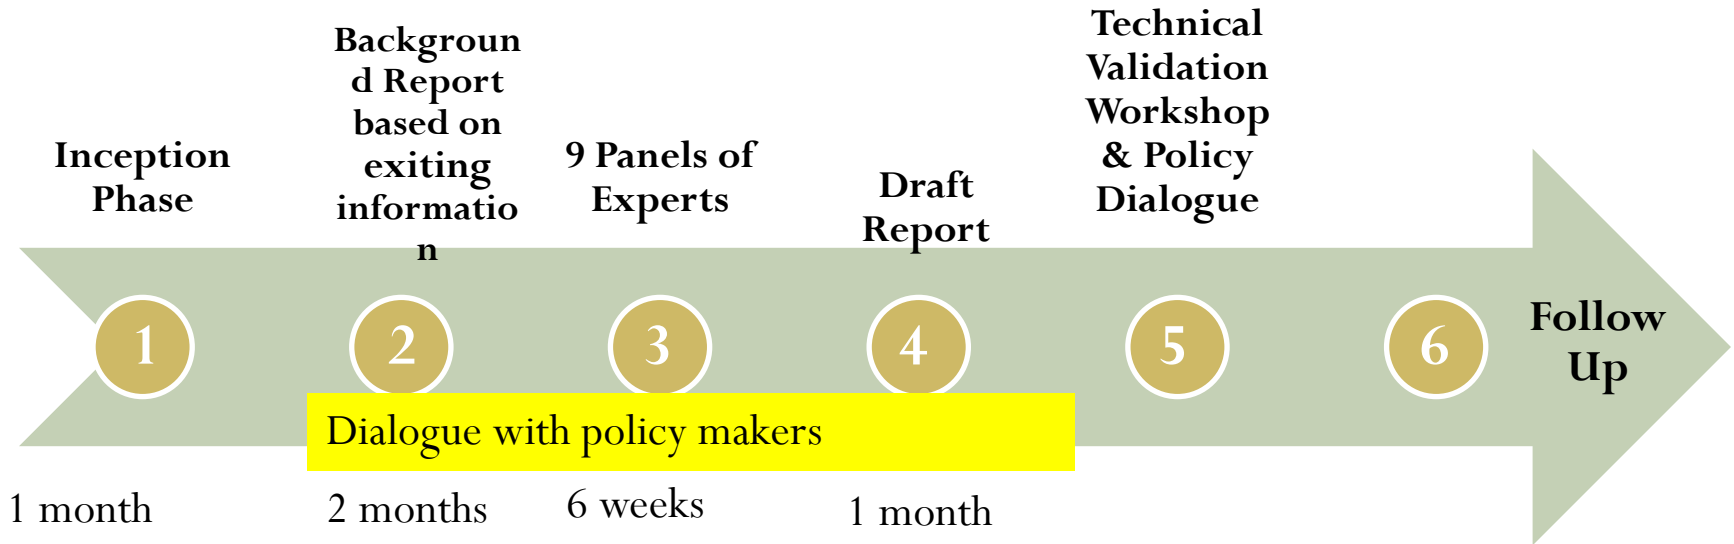 Inception
Phase
Backgroun
d Report
based on
exiting
informatio
n
9 Panels of
Experts
Draft
Report
Technical
Validation
Workshop
& Policy
Dialogue
1
2
3
4
5
6
Follow
Up
Dialogue with policy makers
1 month
2 months
6 weeks
1 month